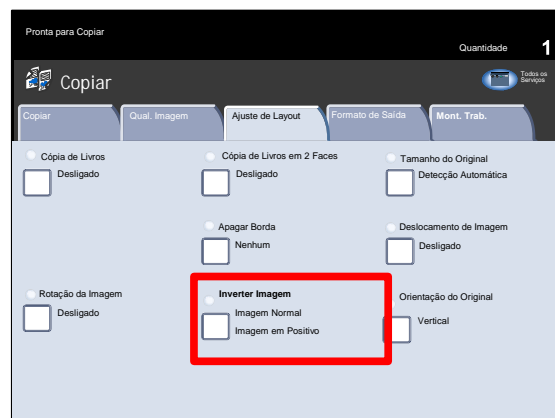 Pronta para Copiar
Quantidade 1
Copiar
Todos os
Serviços
Copiar
Qual. Imagem
Ajuste de Layout
Formato de Saída
Mont. Trab.
Cópia de Livros
Desligado
Cópia de Livros em 2 Faces
Desligado
Tamanho do Original
Detecção Automática
Apagar Borda
Nenhum
Deslocamento de Imagem
Desligado
Rotação da Imagem
Desligado
Inverter Imagem
Imagem Normal
Imagem em Positivo
Orientação do Original
Vertical